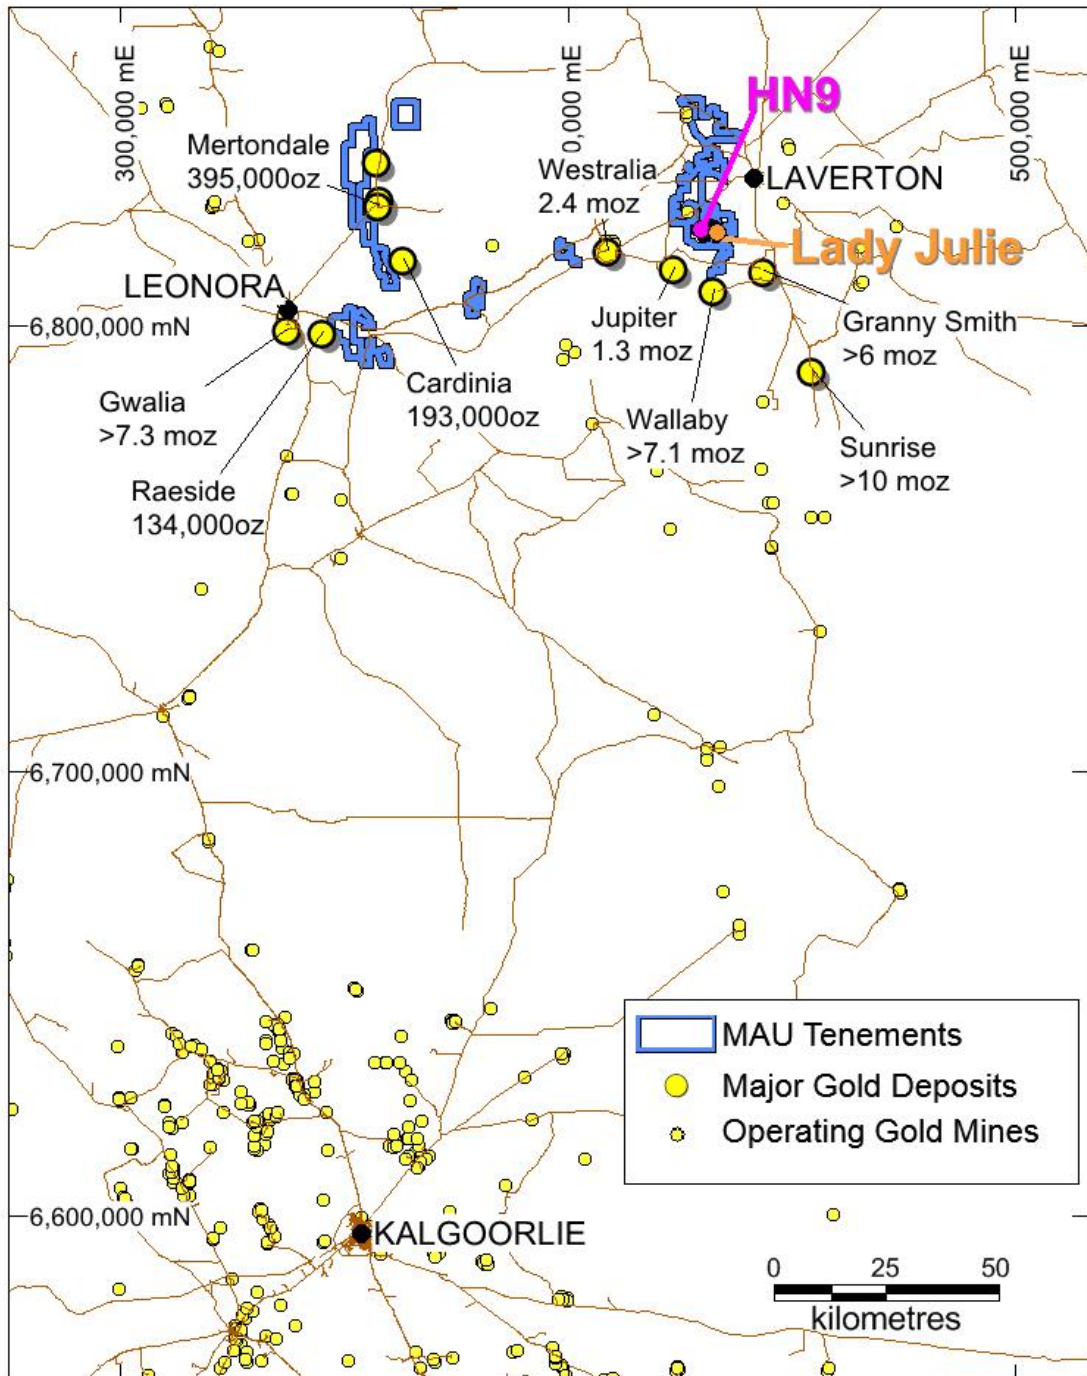 300,000 mE
0,000 mE
500,000 mE
HN9
Mertondale
395,000oz
Westralia
2.4 moz
LAVERTON
Lady Julie
LEONORA
6,800,000 mN
Jupiter
1.3 moz
Granny Smith
>6 moz
Gwalia
>7.3 moz
Cardinia
193,000oz
Wallaby
>7.1 moz
Sunrise
>10 moz
Raeside
134,000oz
6,700,000 mN
MAU Tenements
Major Gold Deposits
Operating Gold Mines
6,600,000 mN
KALGOORLIE
0 25 50
kilometres